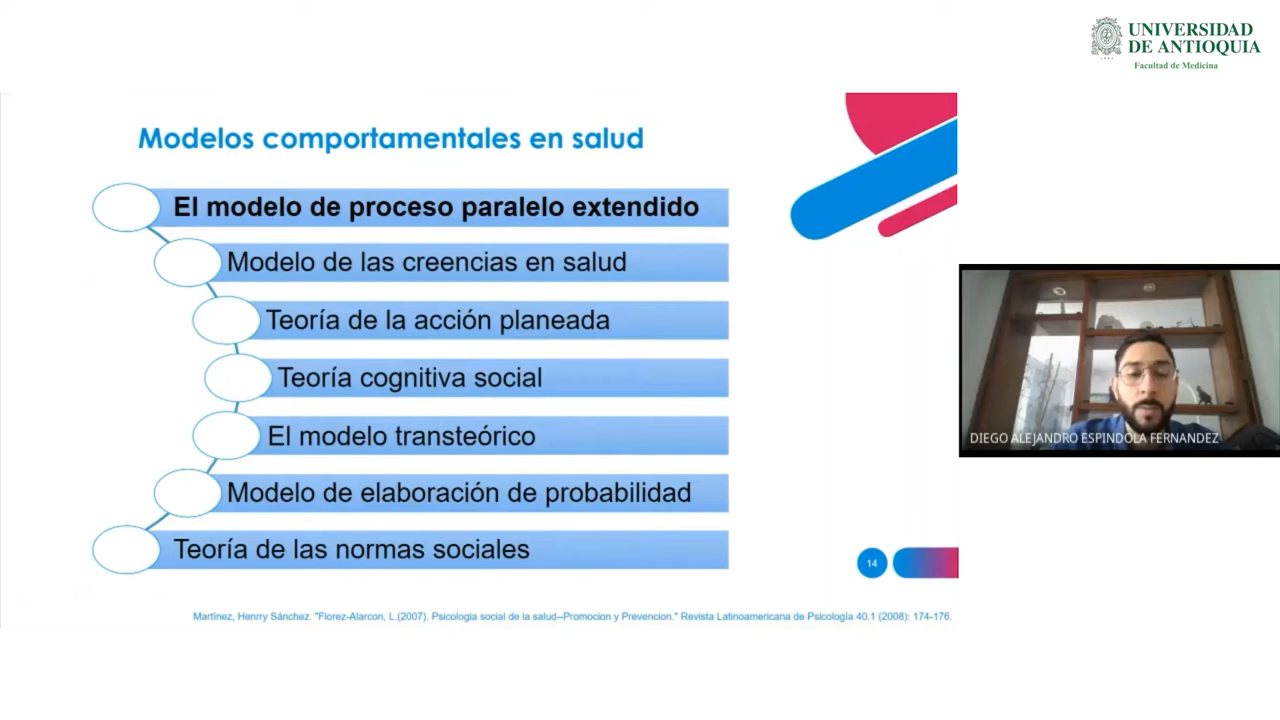 UNIVERSIDAD
DE ANTIOQUIA
Facultad de Medicina
Modelos comportamentales en salud
El modelo de proceso paralelo extendido
Modelo de las creencias en salud
Teoría de la acción planeada
Teoría cognitiva social
El modelo transteórico
Modelo de elaboración de probabilidad
Teoría de las normas sociales
14
Martínez, Henrry Sánchez. "Florez-Alarcon, L.(2007). Psicologia social de la salud--Promocion y Prevencion." Revista Latinoamericana de Psicología 40.1 (2008): 174-176.
DIEGO ALEJANDRO ESPINDOLA FERNANDEZ